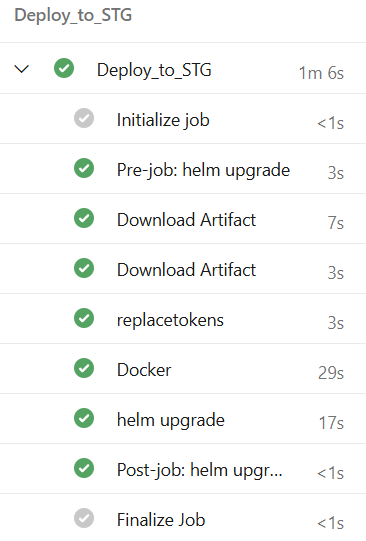 Deploy_to_STG
Deploy_to_STG 1m 6s
Initialize job <1s
Pre-job: helm upgrade 3s
Download Artifact 7s
Download Artifact 3s
replacetokens 3s
Docker 29s
helm upgrade 17s
Post-job: helm upgr... <1s
Finalize Job <1s